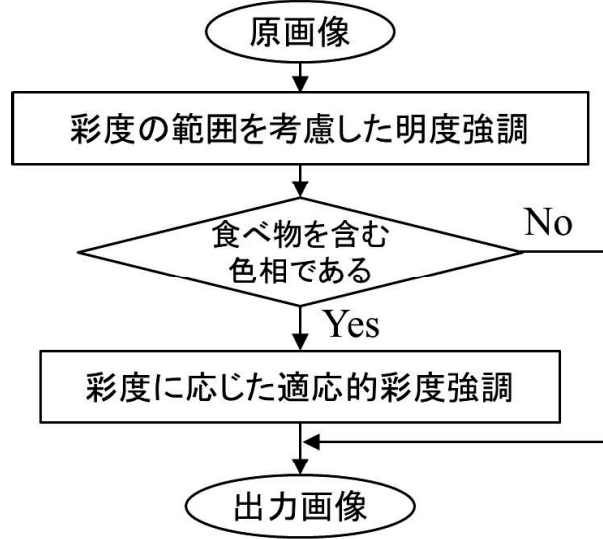 原画像
彩度の範囲を考慮した明度強調
食べ物を含む
色相である
No
Yes
彩度に応じた適応的彩度強調
出力画像